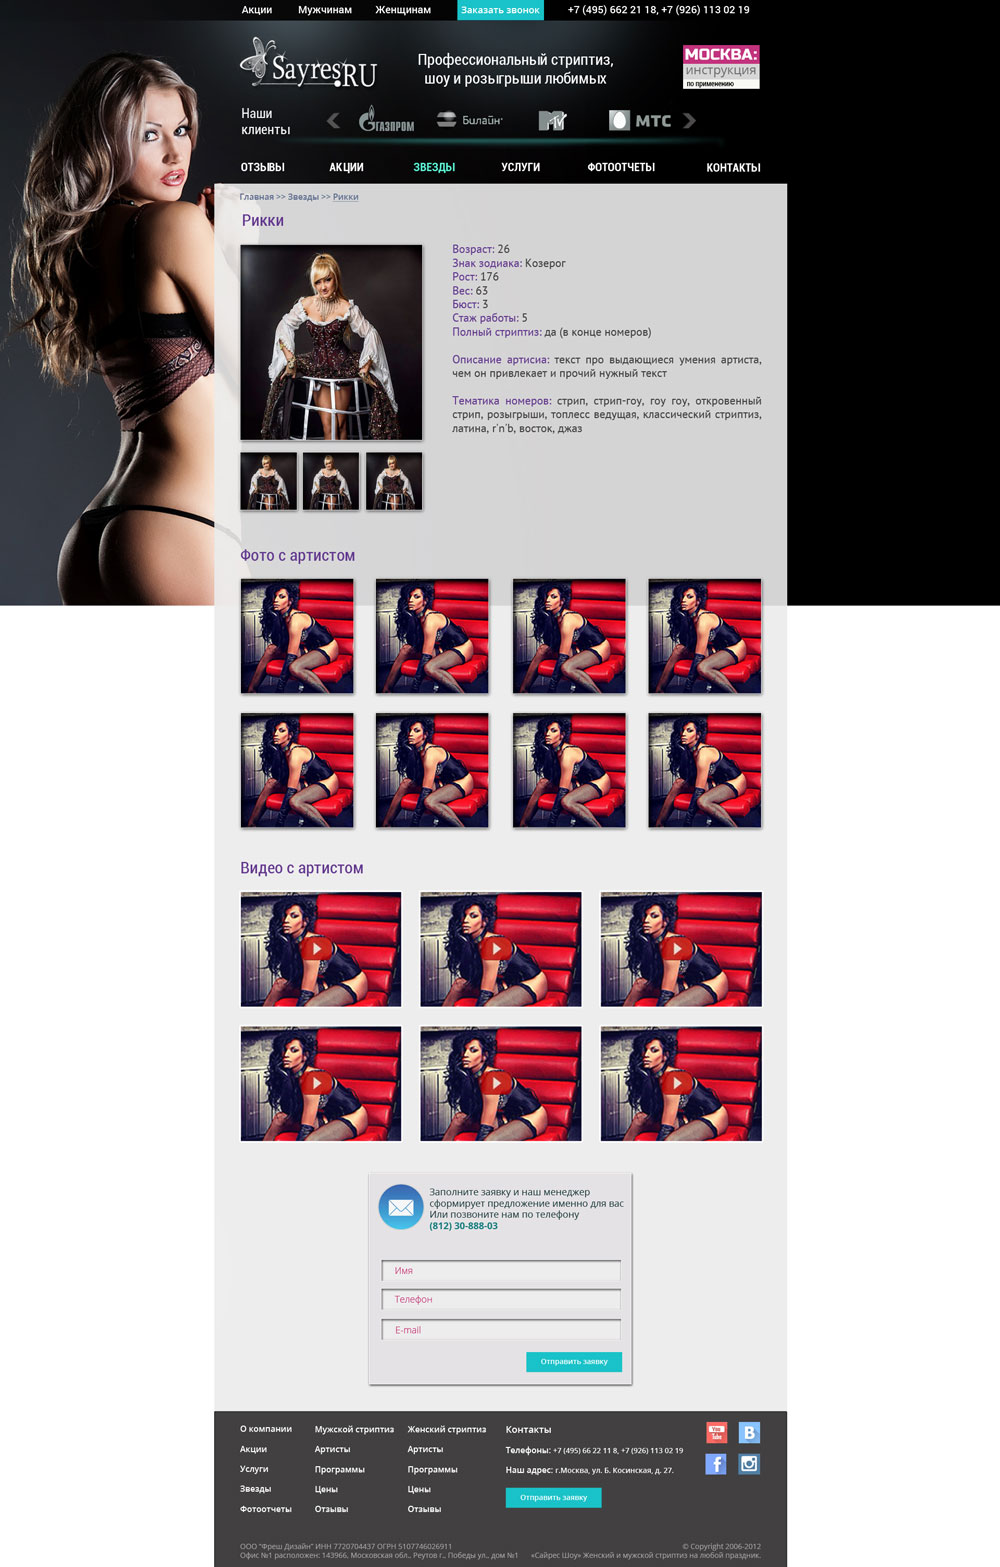 Акции Мужчинам Женщинам Заказать звонок +7 (495) 662 21 18, +7 (926) 113 02 19
Sayres.RU
Профессиональный стриптиз,
шоу и розыгрыши любимых
МОСКВА:
инструкция
по применению
Наши
клиенты
ГАЗПРОМ Билайн MTV МТС
ОТЗЫВЫ АКЦИИ ЗВЕЗДЫ УСЛУГИ ФОТООТЧЕТЫ КОНТАКТЫ
Главная >> Звезды >> Рикки
Рикки
Возраст: 26
Знак зодиака: Козерог
Рост: 176
Вес: 63
Бюст: 3
Стаж работы: 5
Полный стриптиз: да (в конце номеров)
Описание артисиа: текст про выдающиеся умения артиста,
чем он привлекает и прочий нужный текст
Тематика номеров: стрип, стрип-гоу, гоу гоу, откровенный
стрип, розыгрыши, топлесс ведущая, классический стриптиз,
латина, r'n'b, восток, джаз
Фото с артистом
Видео с артистом
Заполните заявку и наш менеджер
сформирует предложение именно для вас
Или позвоните нам по телефону
(812) 30-888-03
Имя
Телефон
E-mail
Отправить заявку
О компании Мужской стриптиз Женский стриптиз Контакты
Акции Артисты Артисты Телефоны: +7 (495) 66 22 11 8, +7 (926) 113 02 19
Услуги Программы Программы Наш адрес: г.Москва, ул. Б. Косинская, д. 27.
Звезды Цены Цены Отправить заявку
Фотоотчеты Отзывы Отзывы
You Tube B f
ООО "Фреш Дизайн" ИНН 7720704437 ОГРН 5107746026911 © Copyright 2006-2012
Офис №1 расположен: 143966, Московская обл., Реутов г., Победы ул., дом №1 «Сайрес Шоу» Женский и мужской стриптиз на любой праздник.